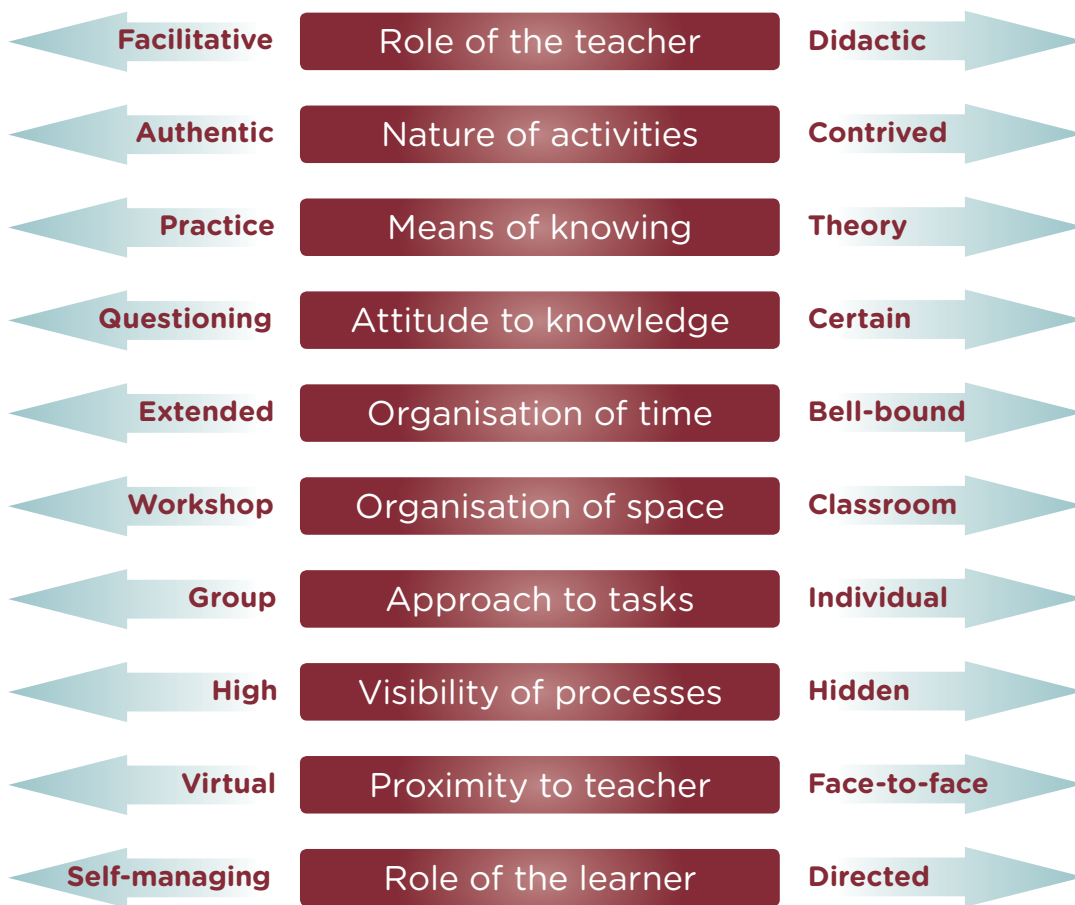 Facilitative Role of the teacher Didactic
Authentic Nature of activities Contrived
Practice Means of knowing Theory
Questioning Attitude to knowledge Certain
Extended Organisation of time Bell-bound
Workshop Organisation of space Classroom
Group Approach to tasks Individual
High Visibility of processes Hidden
Virtual Proximity to teacher Face-to-face
Self-managing Role of the learner Directed